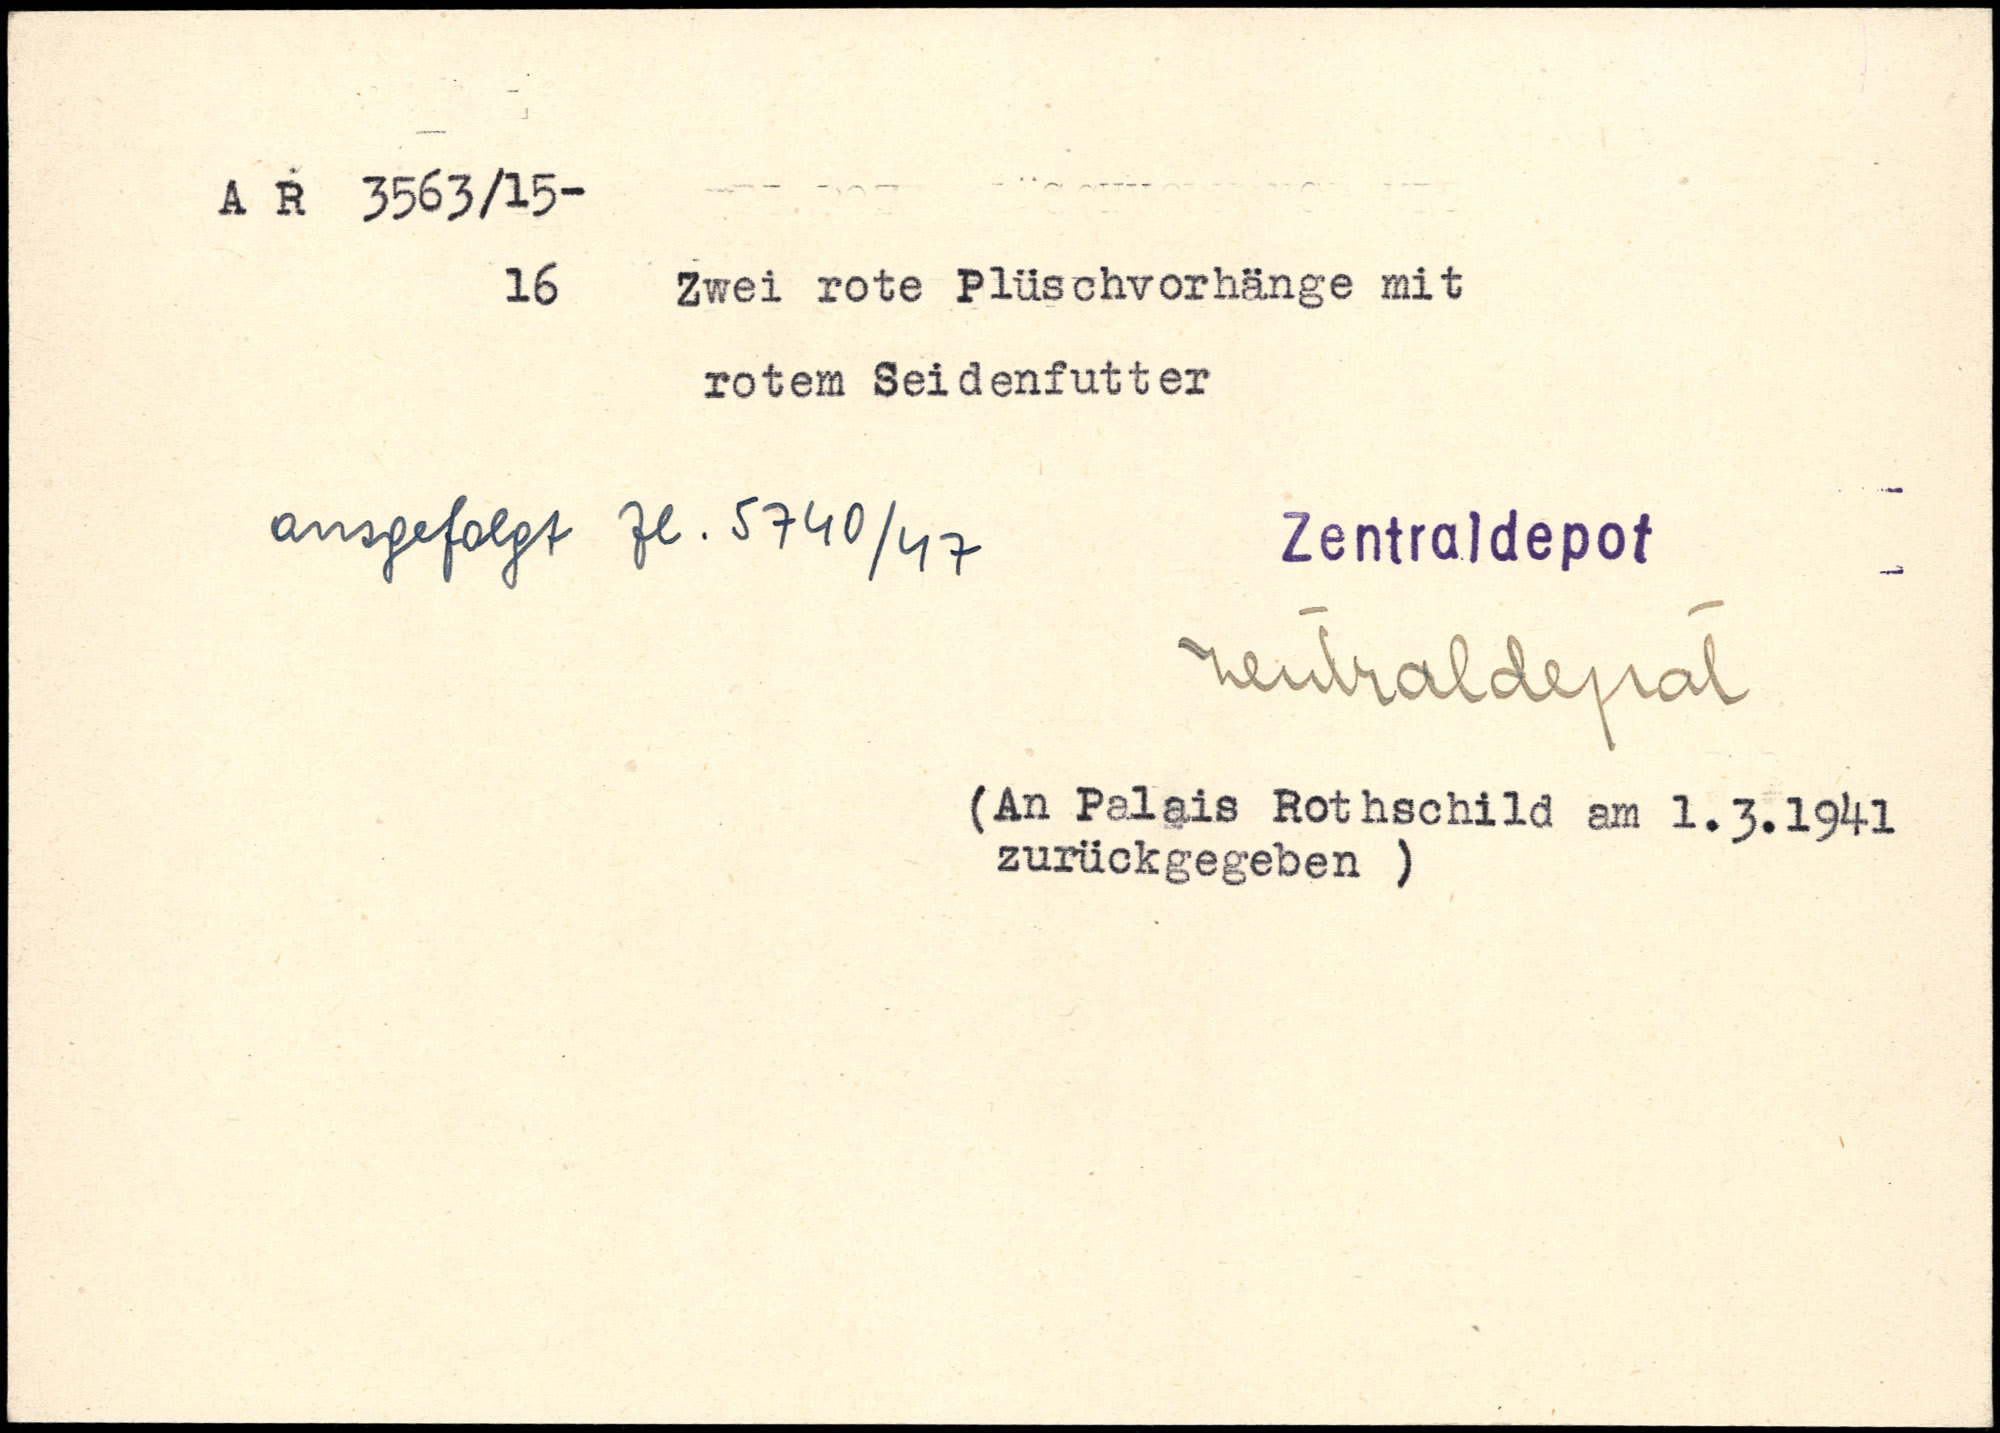 A R 3563/15-
16 Zwei rote Plüschvorhänge mit
rotem Seidenfutter
ausgefolgt Zl. 5740/47 Zentraldepot
Zentraldepot
(An Palais Rothschild am 1.3.1941
zurückgegeben )